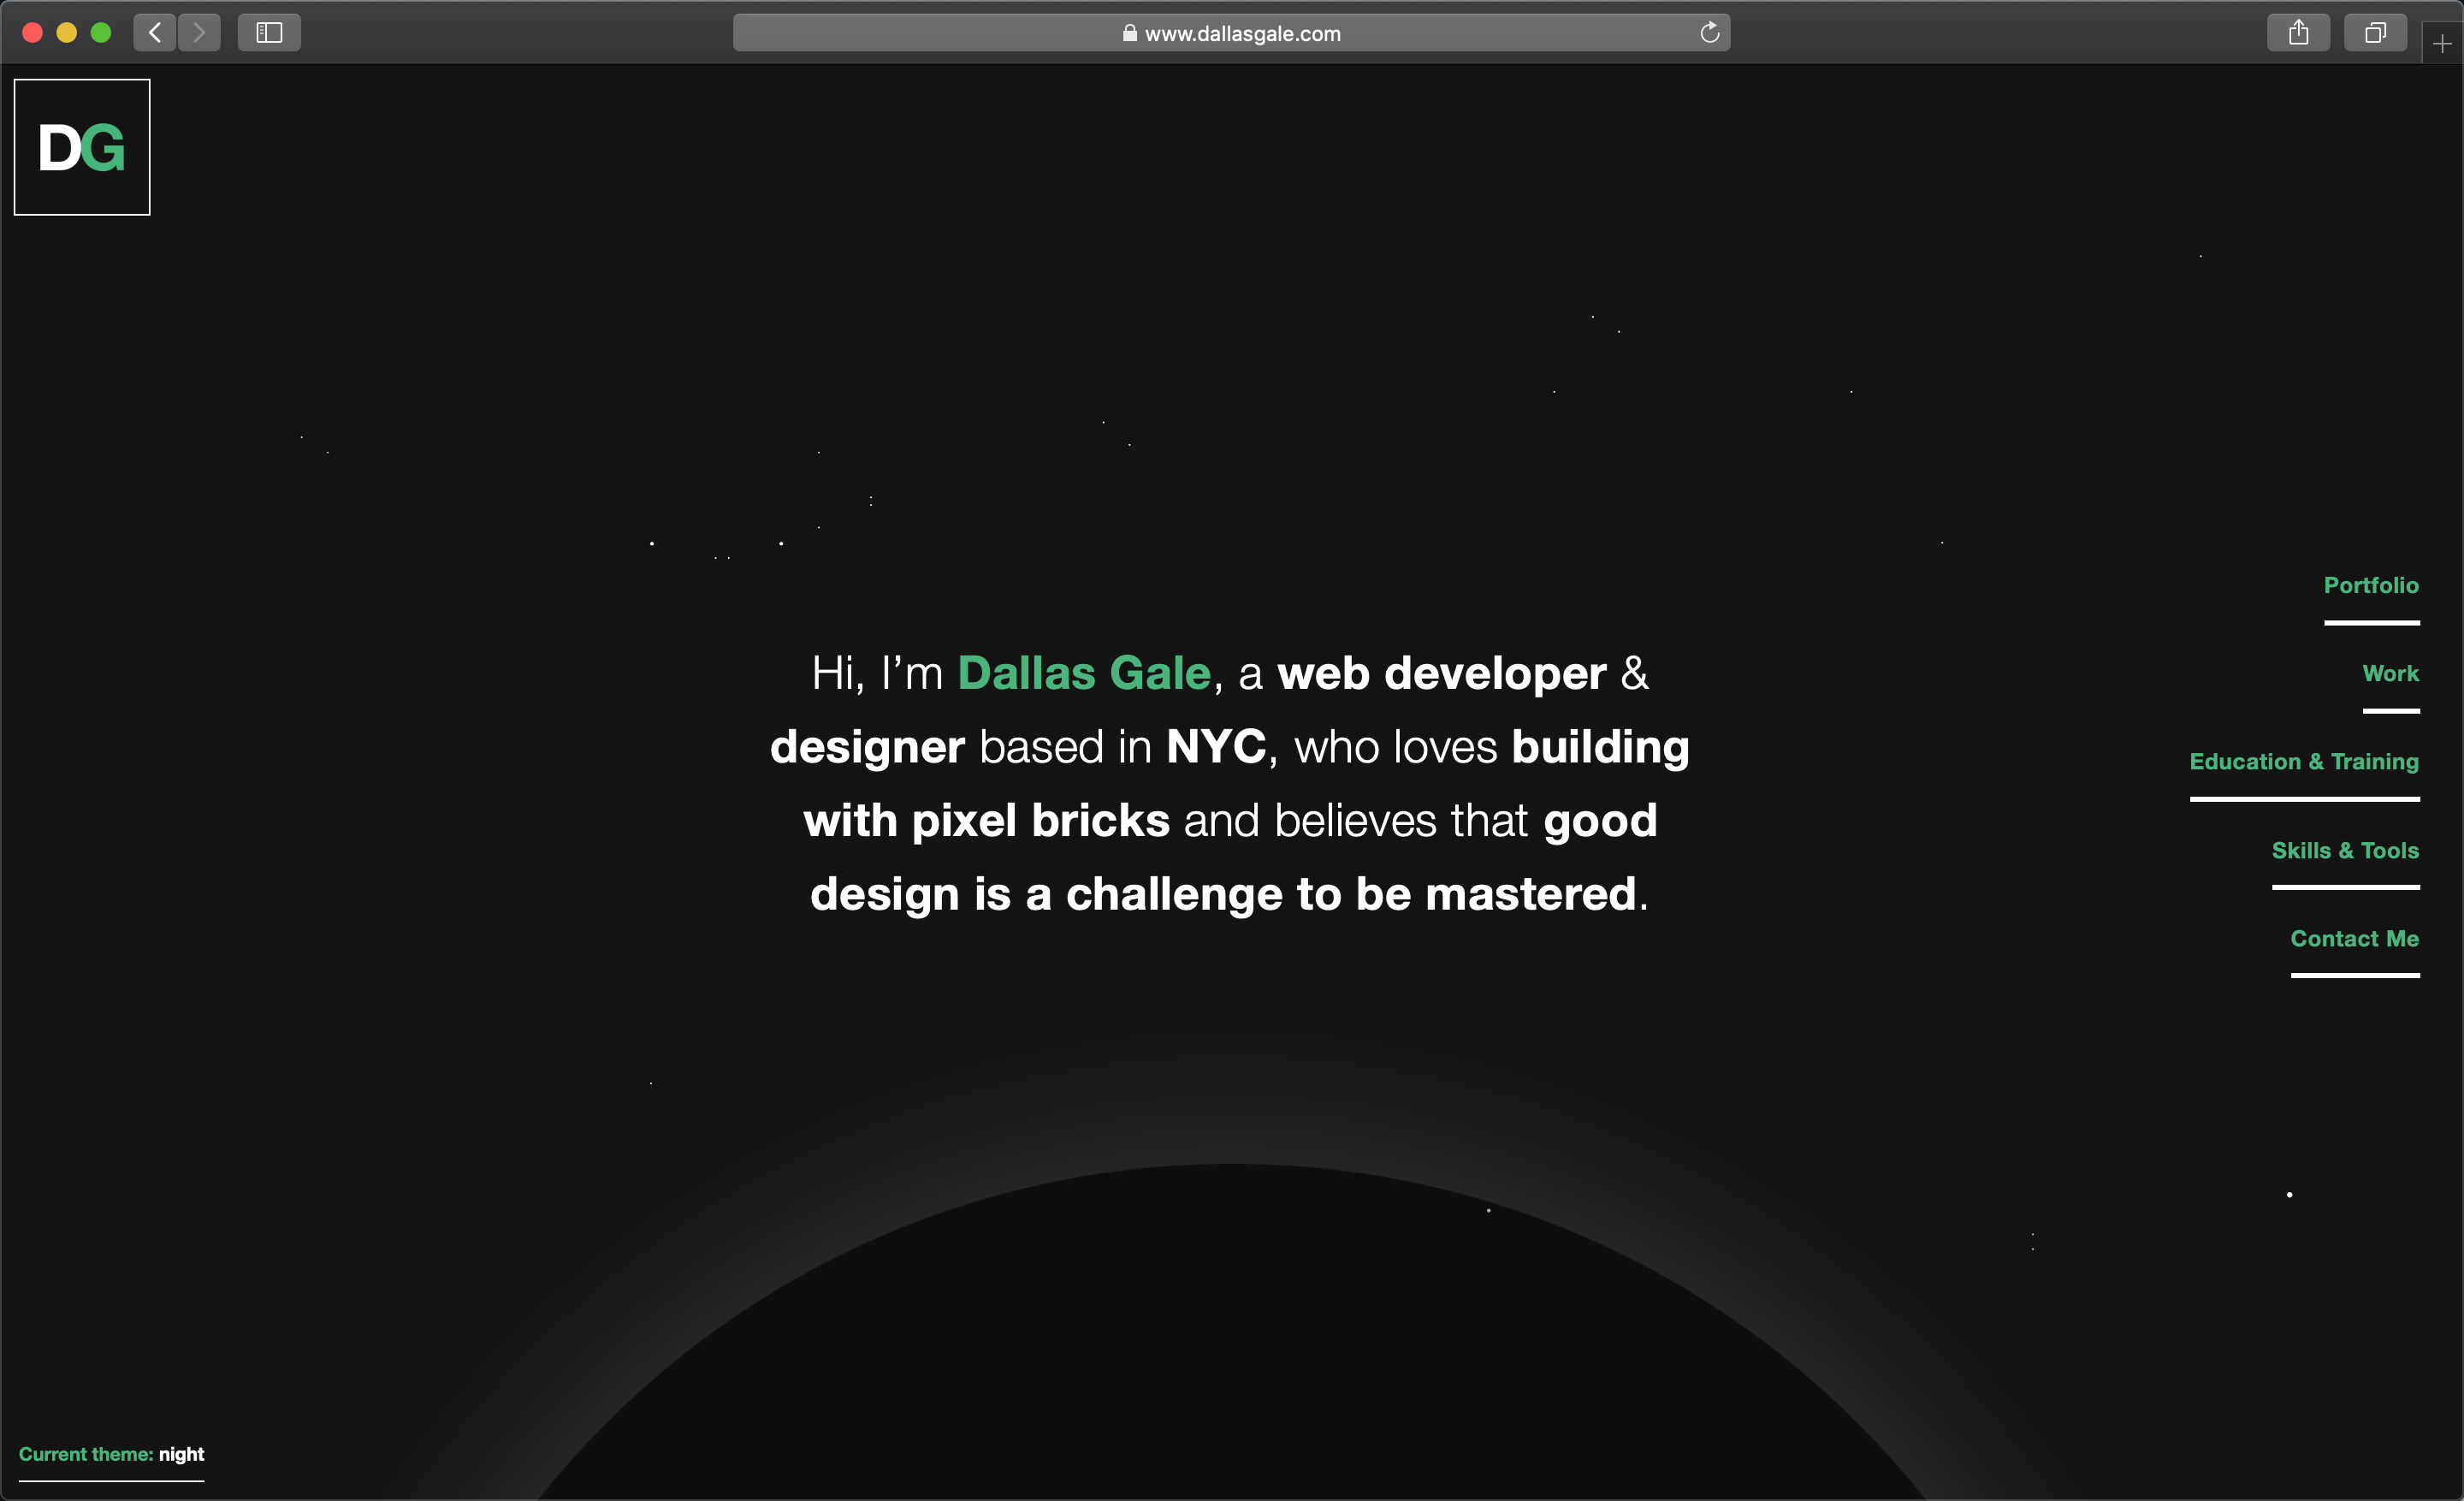 www.dallasgale.com
DG
Portfolio
Work
Education & Training
Skills & Tools
Contact Me
Hi, I’m Dallas Gale, a web developer &
designer based in NYC, who loves building
with pixel bricks and believes that good
design is a challenge to be mastered.
Current theme: night